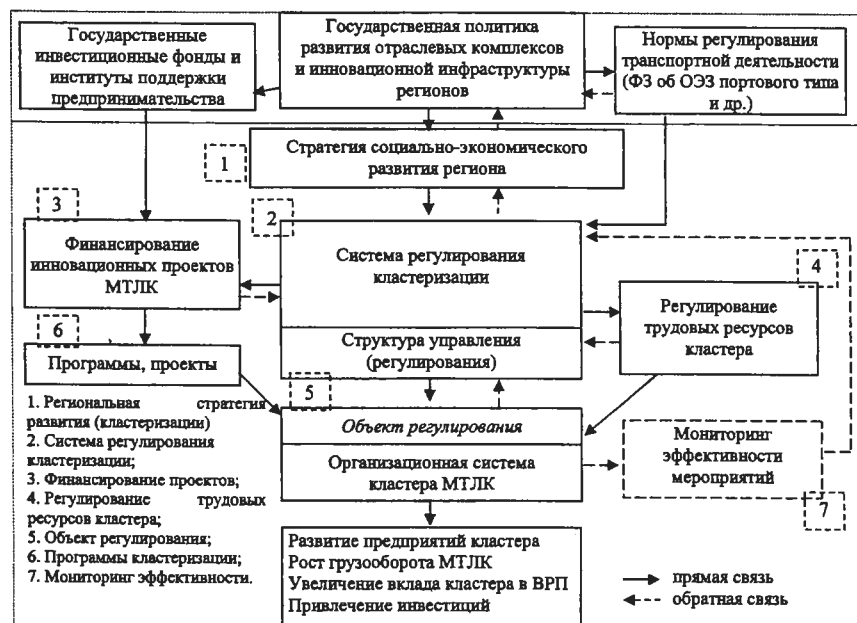 Государственные
инвестиционные фонды и
институты поддержки
предпринимательства
Государственная политика
развития отраслевых комплексов
и инновационной инфраструктуры
регионов
Нормы регулирования
транспортной деятельности
(ФЗ об ОЭЗ портового типа
и др.)
1
Стратегия социально-экономического
развития региона
3
Финансирование
инновационных проектов
МТЛК
2
Система регулирования
кластеризации
Структура управления
(регулирования)
4
Регулирование
трудовых ресурсов
кластера
6
Программы, проекты
5
Объект регулирования
Организационная система
кластера МТЛК
Мониторинг
эффективности
мероприятий
7
1. Региональная стратегия
развития (кластеризации)
2. Система регулирования
кластеризации;
3. Финансирование проектов;
4. Регулирование трудовых
ресурсов кластера;
5. Объект регулирования;
6. Программы кластеризации;
7. Мониторинг эффективности.
Развитие предприятий кластера
Рост грузооборота МТЛК
Увеличение вклада кластера в ВРП
Привлечение инвестиций
прямая связь
обратная связь